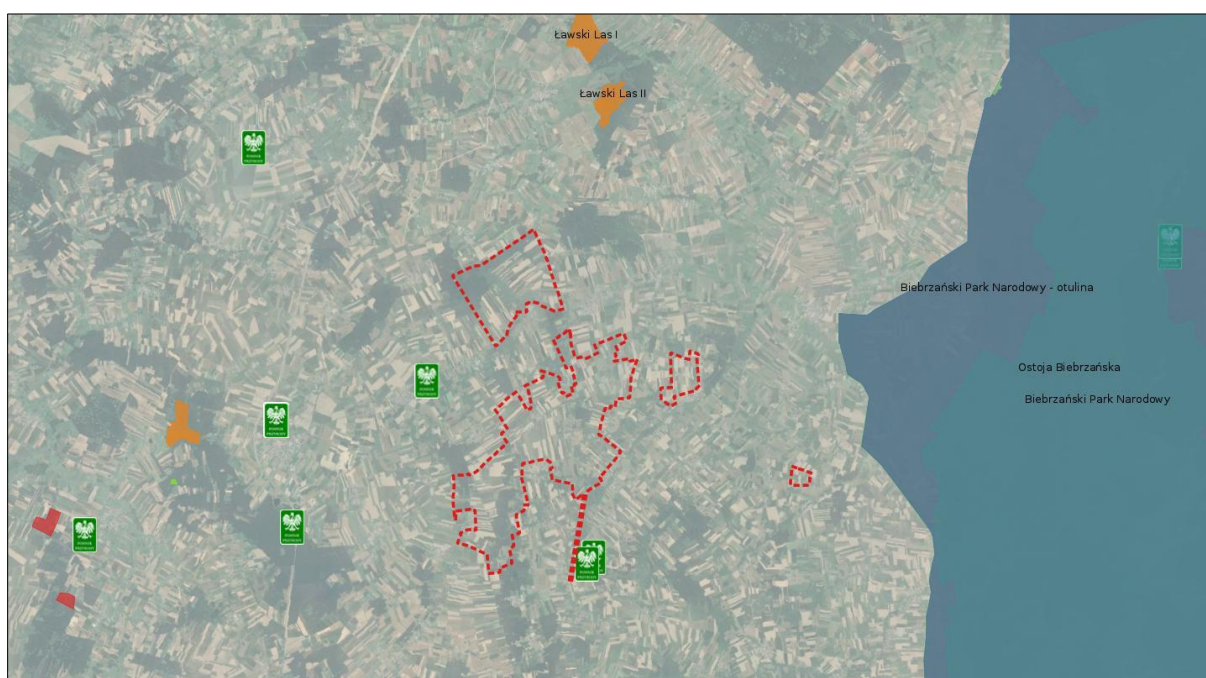 Ławski Las I
Ławski Las II
Biebrzański Park Narodowy - otulina
Ostoja Biebrzańska
Biebrzański Park Narodowy